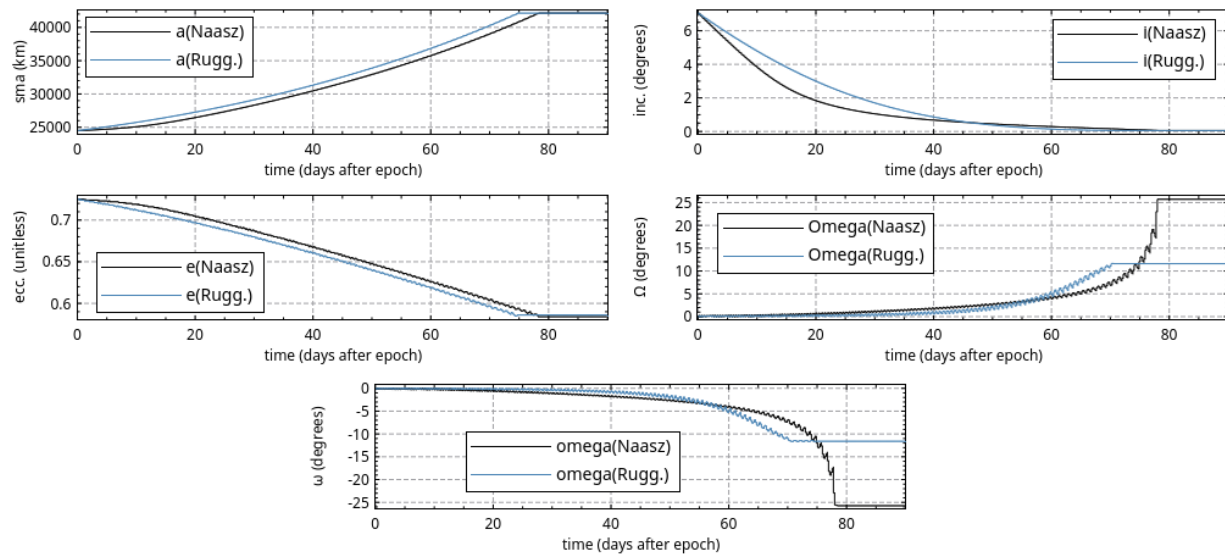 sma (km)
40000
35000
30000
25000
a(Naasz)
a(Rugg.)
0 20 40 60 80
time (days after epoch)
inc. (degrees)
6
4
2
0
i(Naasz)
i(Rugg.)
0 20 40 60 80
time (days after epoch)
ecc. (unitless)
0.7
0.65
0.6
e(Naasz)
e(Rugg.)
0 20 40 60 80
time (days after epoch)
Ω (degrees)
25
20
15
10
5
0
Omega(Naasz)
Omega(Rugg.)
0 20 40 60 80
time (days after epoch)
ω (degrees)
0
-5
-10
-15
-20
-25
omega(Naasz)
omega(Rugg.)
0 20 40 60 80
time (days after epoch)